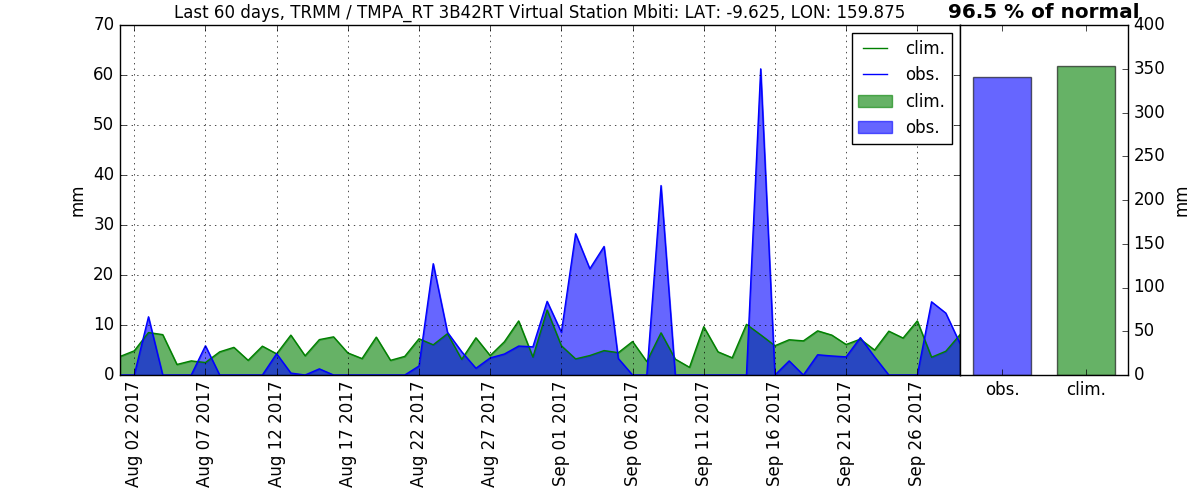 Last 60 days, TRMM / TMPA_RT 3B42RT Virtual Station Mbiti: LAT: -9.625, LON: 159.875
96.5 % of normal
70
60
50
40
30
20
10
0
mm
clim.
obs.
clim.
obs.
400
350
300
250
200
150
100
50
0
mm
Aug 02 2017
Aug 07 2017
Aug 12 2017
Aug 17 2017
Aug 22 2017
Aug 27 2017
Sep 01 2017
Sep 06 2017
Sep 11 2017
Sep 16 2017
Sep 21 2017
Sep 26 2017
obs.
clim.